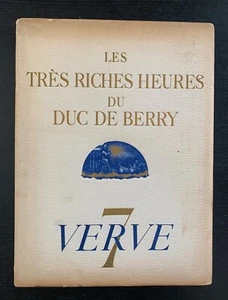 LES
TRÈS RICHES HEURES
DU
DUC DE BERRY
7
VERVE